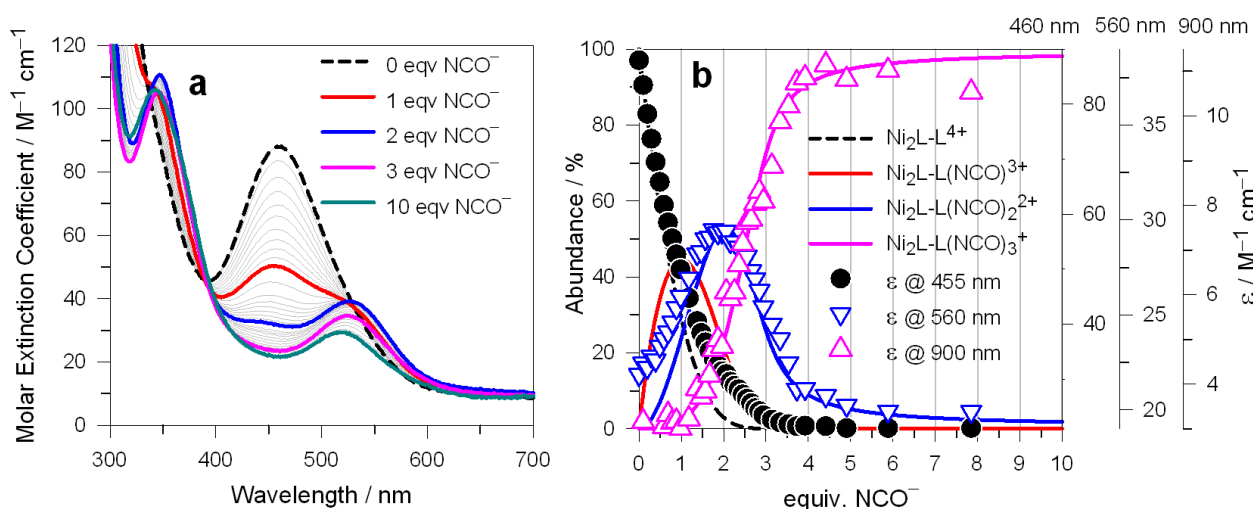 a
Molar Extinction Coefficient / M⁻¹ cm⁻¹
120
100
80
60
40
20
0
300
400
500
600
700
Wavelength / nm
0 eqv NCO⁻
1 eqv NCO⁻
2 eqv NCO⁻
3 eqv NCO⁻
10 eqv NCO⁻
b
Abundance / %
100
80
60
40
20
0
0 1 2 3 4 5 6 7 8 9 10
equiv. NCO⁻
Ni₂L-L⁴⁺
Ni₂L-L(NCO)³⁺
Ni₂L-L(NCO)₂²⁺
Ni₂L-L(NCO)₃⁺
ε @ 455 nm
ε @ 560 nm
ε @ 900 nm
460 nm 560 nm 900 nm
80
60
40
35
30
25
20
10
8
6
4
ε / M⁻¹ cm⁻¹